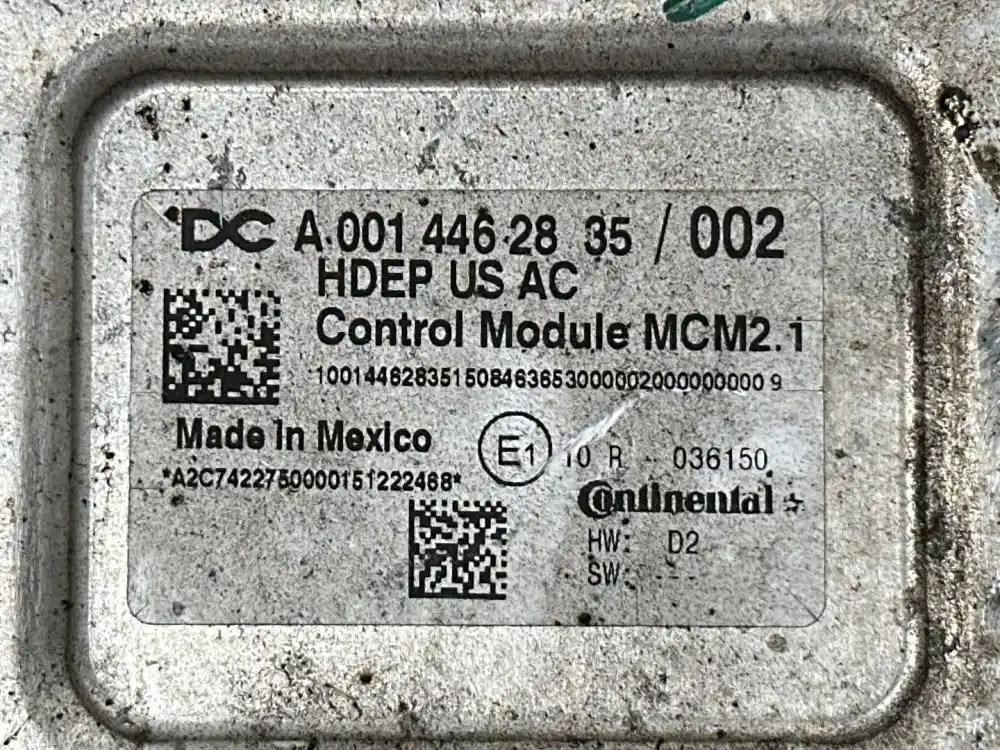 DC A 001 446 28 35 / 002
HDEP US AC
Control Module MCM2.1
10014462835150846365300000200000000009
Made in Mexico
E1 10 R - 036150
*A2C7422750000151222468*
Continental
HW: D2
SW: ---